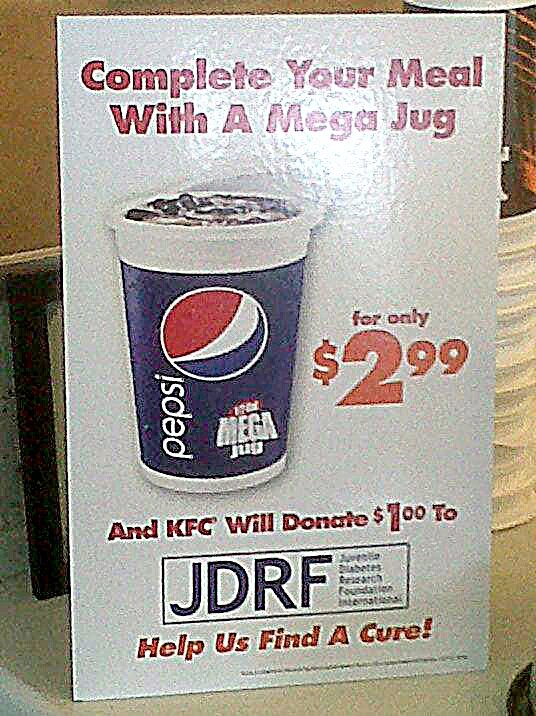 Complete Your Meal
With A Mega Jug
for only
$2.99
pepsi
MEGA
JUG
And KFC® Will Donate $1.00 To
JDRF
Juvenile
Diabetes
Research
Foundation
International
Help Us Find A Cure!